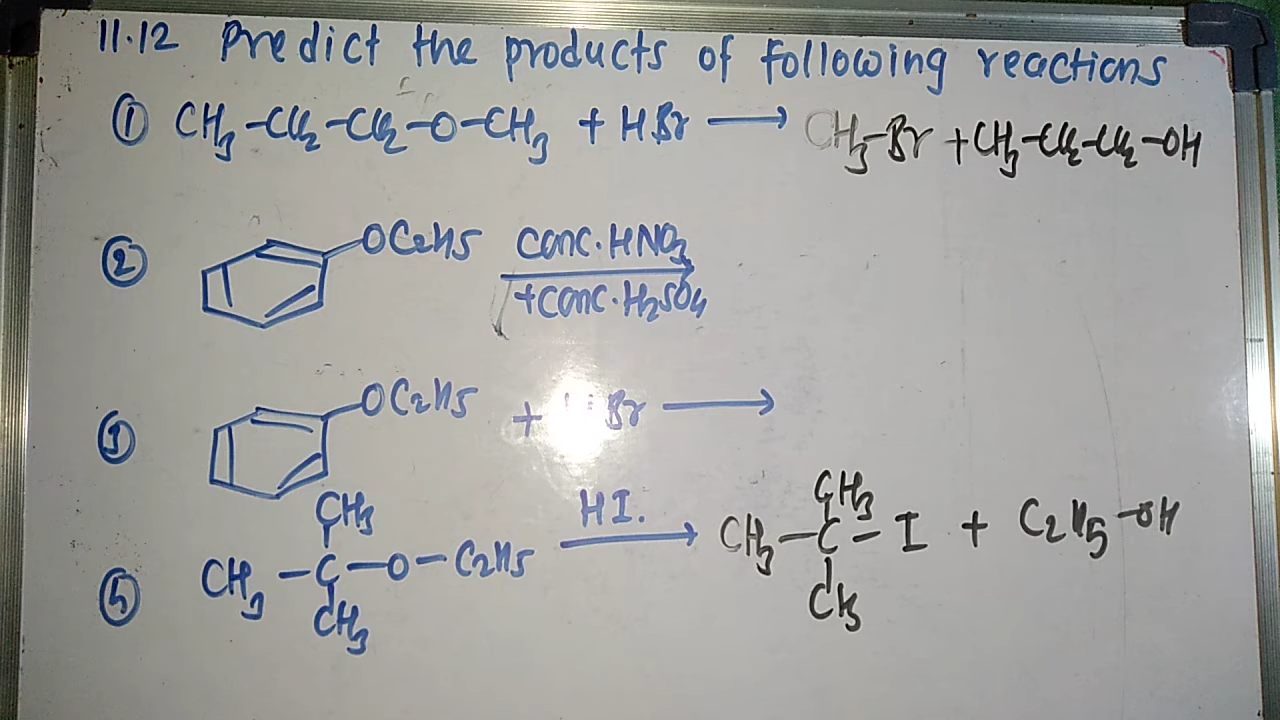 11.12 Predict the products of following reactions
① CH₃-CH₂-CH₂-O-CH₃ + HBr ⟶ CH₃-Br + CH₃-CH₂-CH₂-OH
② OC₂H₅ conc. HNO₃
+conc. H₂SO₄
③ OC₂H₅ + HBr ⟶
CH₃ HI. CH₃
⑤ CH₃-C-O-C₂H₅ ⟶ CH₃-C-I + C₂H₅-OH
CH₃ CH₃